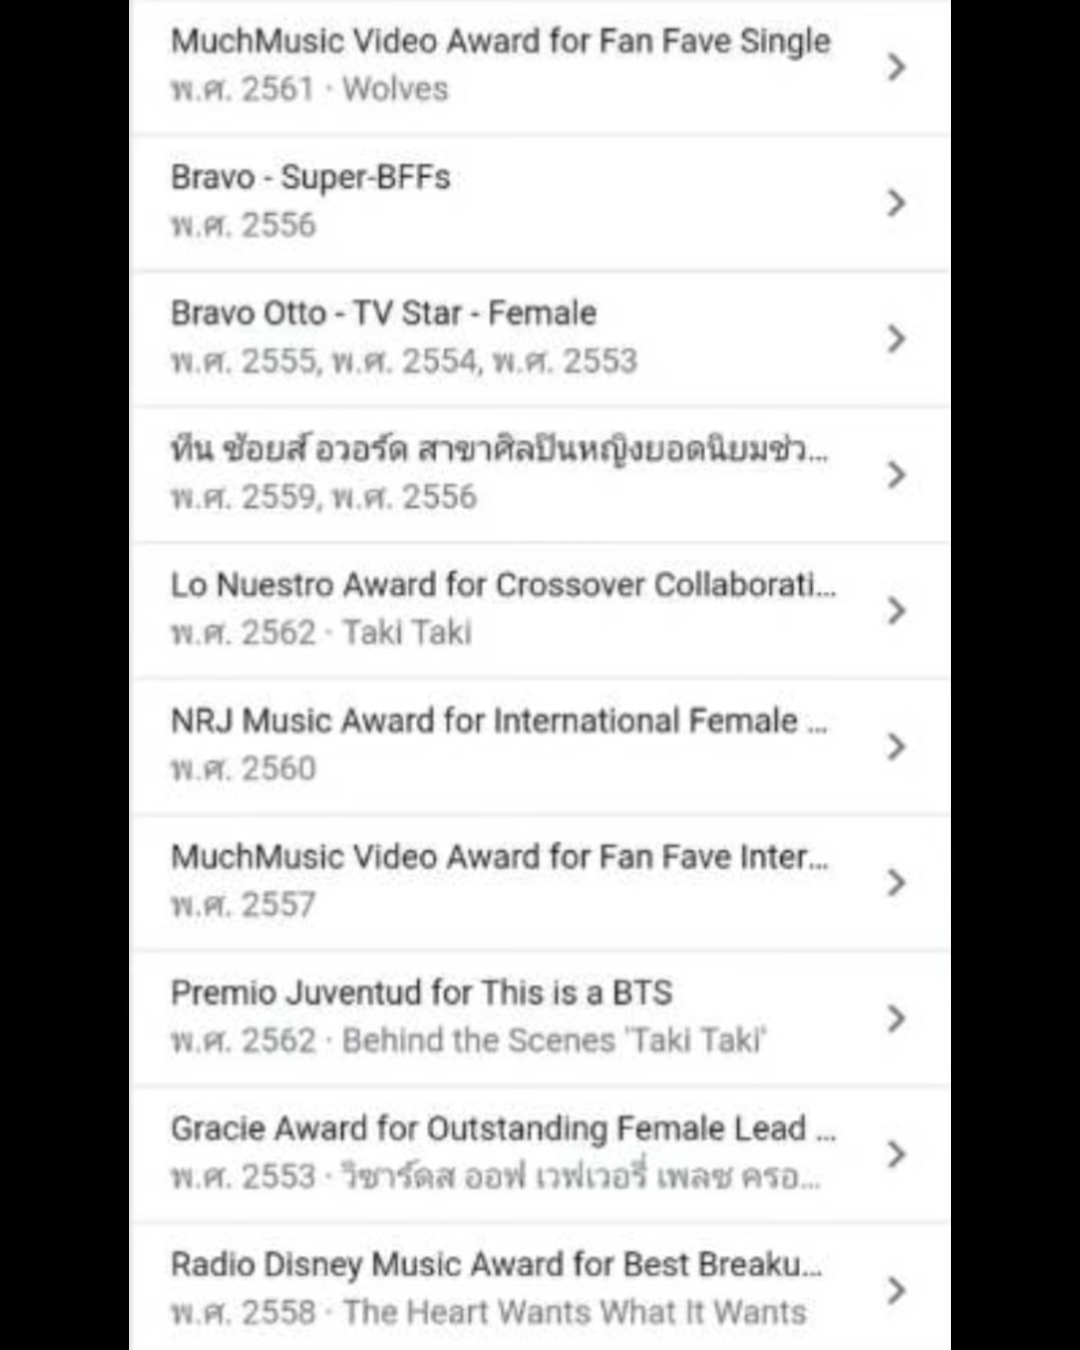 MuchMusic Video Award for Fan Fave Single
พ.ศ. 2561 · Wolves
Bravo - Super-BFFs
พ.ศ. 2556
Bravo Otto - TV Star - Female
พ.ศ. 2555, พ.ศ. 2554, พ.ศ. 2553
ทีน ช้อยส์ อวอร์ด สาขาศิลปินหญิงยอดนิยมช่ว...
พ.ศ. 2559, พ.ศ. 2556
Lo Nuestro Award for Crossover Collaborati...
พ.ศ. 2562 · Taki Taki
NRJ Music Award for International Female ...
พ.ศ. 2560
MuchMusic Video Award for Fan Fave Inter...
พ.ศ. 2557
Premio Juventud for This is a BTS
พ.ศ. 2562 · Behind the Scenes 'Taki Taki'
Gracie Award for Outstanding Female Lead ...
พ.ศ. 2553 · วิซาร์ดส ออฟ เวฟเวอรี่ เพลซ ครอ...
Radio Disney Music Award for Best Breaku...
พ.ศ. 2558 · The Heart Wants What It Wants